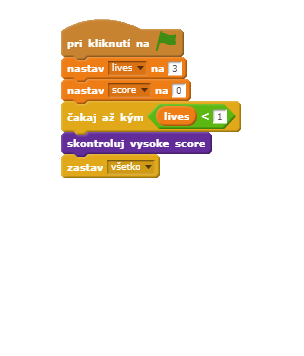 pri kliknutí na
nastav lives na 3
nastav score na 0
čakaj až kým lives < 1
skontroluj vysoke score
zastav všetko